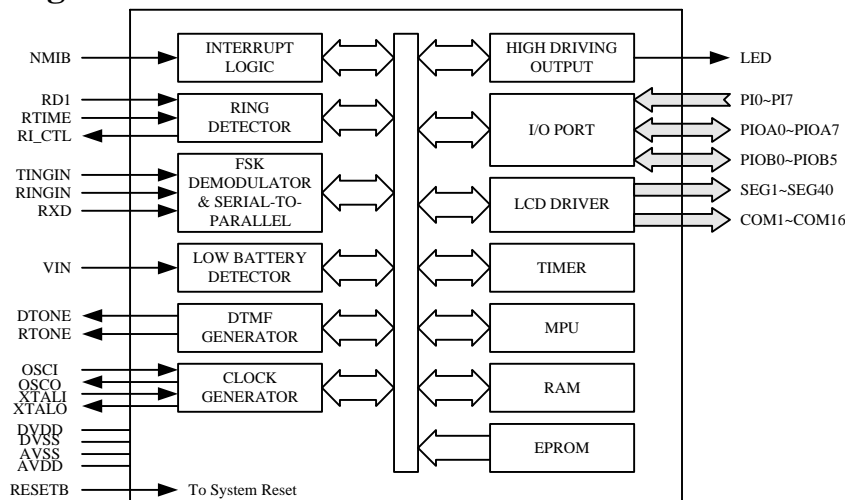 NMIB
INTERRUPT
LOGIC
HIGH DRIVING
OUTPUT
LED
RD1
RTIME
RI_CTL
RING
DETECTOR
I/O PORT
PI0~PI7
PIOA0~PIOA7
PIOB0~PIOB5
TINGIN
RINGIN
RXD
FSK
DEMODULATOR
& SERIAL-TO-
PARALLEL
LCD DRIVER
SEG1~SEG40
COM1~COM16
VIN
LOW BATTERY
DETECTOR
TIMER
DTONE
RTONE
DTMF
GENERATOR
MPU
OSCI
OSCO
XTALI
XTALO
CLOCK
GENERATOR
RAM
DVDD
DVSS
AVSS
AVDD
EPROM
RESETB
To System Reset